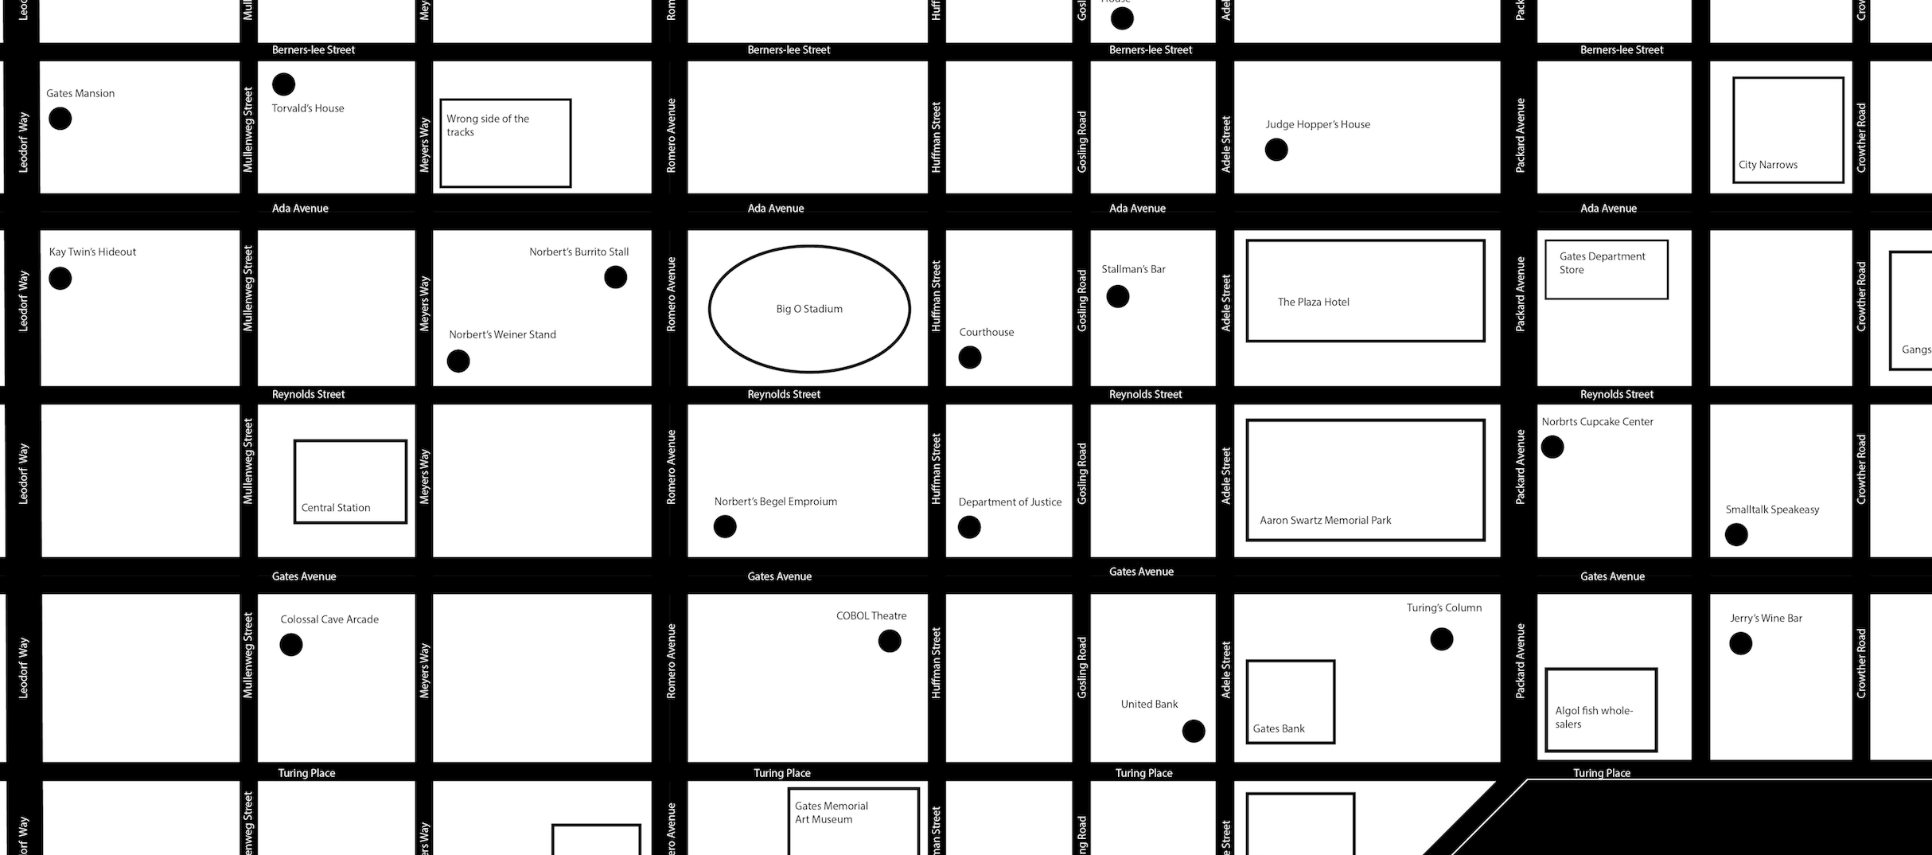 House
Leo
Mull
Mey
Rom
Huff
Gosl
Ade
Pack
Crow
Berners-lee Street
Berners-lee Street
Berners-lee Street
Berners-lee Street
Gates Mansion
Torvald's House
Wrong side of the
tracks
Judge Hopper's House
City Narrows
Leodorf Way
Mullenweg Street
Meyers Way
Romero Avenue
Huffman Street
Gosling Road
Adele Street
Packard Avenue
Crowther Road
Ada Avenue
Ada Avenue
Ada Avenue
Ada Avenue
Kay Twin's Hideout
Norbert's Burrito Stall
Norbert's Weiner Stand
Big O Stadium
Courthouse
Stallman's Bar
The Plaza Hotel
Gates Department
Store
Gangs
Leodorf Way
Mullenweg Street
Meyers Way
Romero Avenue
Huffman Street
Gosling Road
Adele Street
Packard Avenue
Crowther Road
Reynolds Street
Reynolds Street
Reynolds Street
Reynolds Street
Central Station
Norbert's Begel Emproium
Department of Justice
Aaron Swartz Memorial Park
Norbrts Cupcake Center
Smalltalk Speakeasy
Leodorf Way
Mullenweg Street
Meyers Way
Romero Avenue
Huffman Street
Gosling Road
Adele Street
Packard Avenue
Crowther Road
Gates Avenue
Gates Avenue
Gates Avenue
Gates Avenue
Colossal Cave Arcade
COBOL Theatre
United Bank
Turing's Column
Gates Bank
Algol fish whole-
salers
Jerry's Wine Bar
Leodorf Way
Mullenweg Street
Meyers Way
Romero Avenue
Huffman Street
Gosling Road
Adele Street
Packard Avenue
Crowther Road
Turing Place
Turing Place
Turing Place
Turing Place
Gates Memorial
Art Museum
dorf Way
enweg Street
ers Way
ero Avenue
man Street
ing Road
e Street